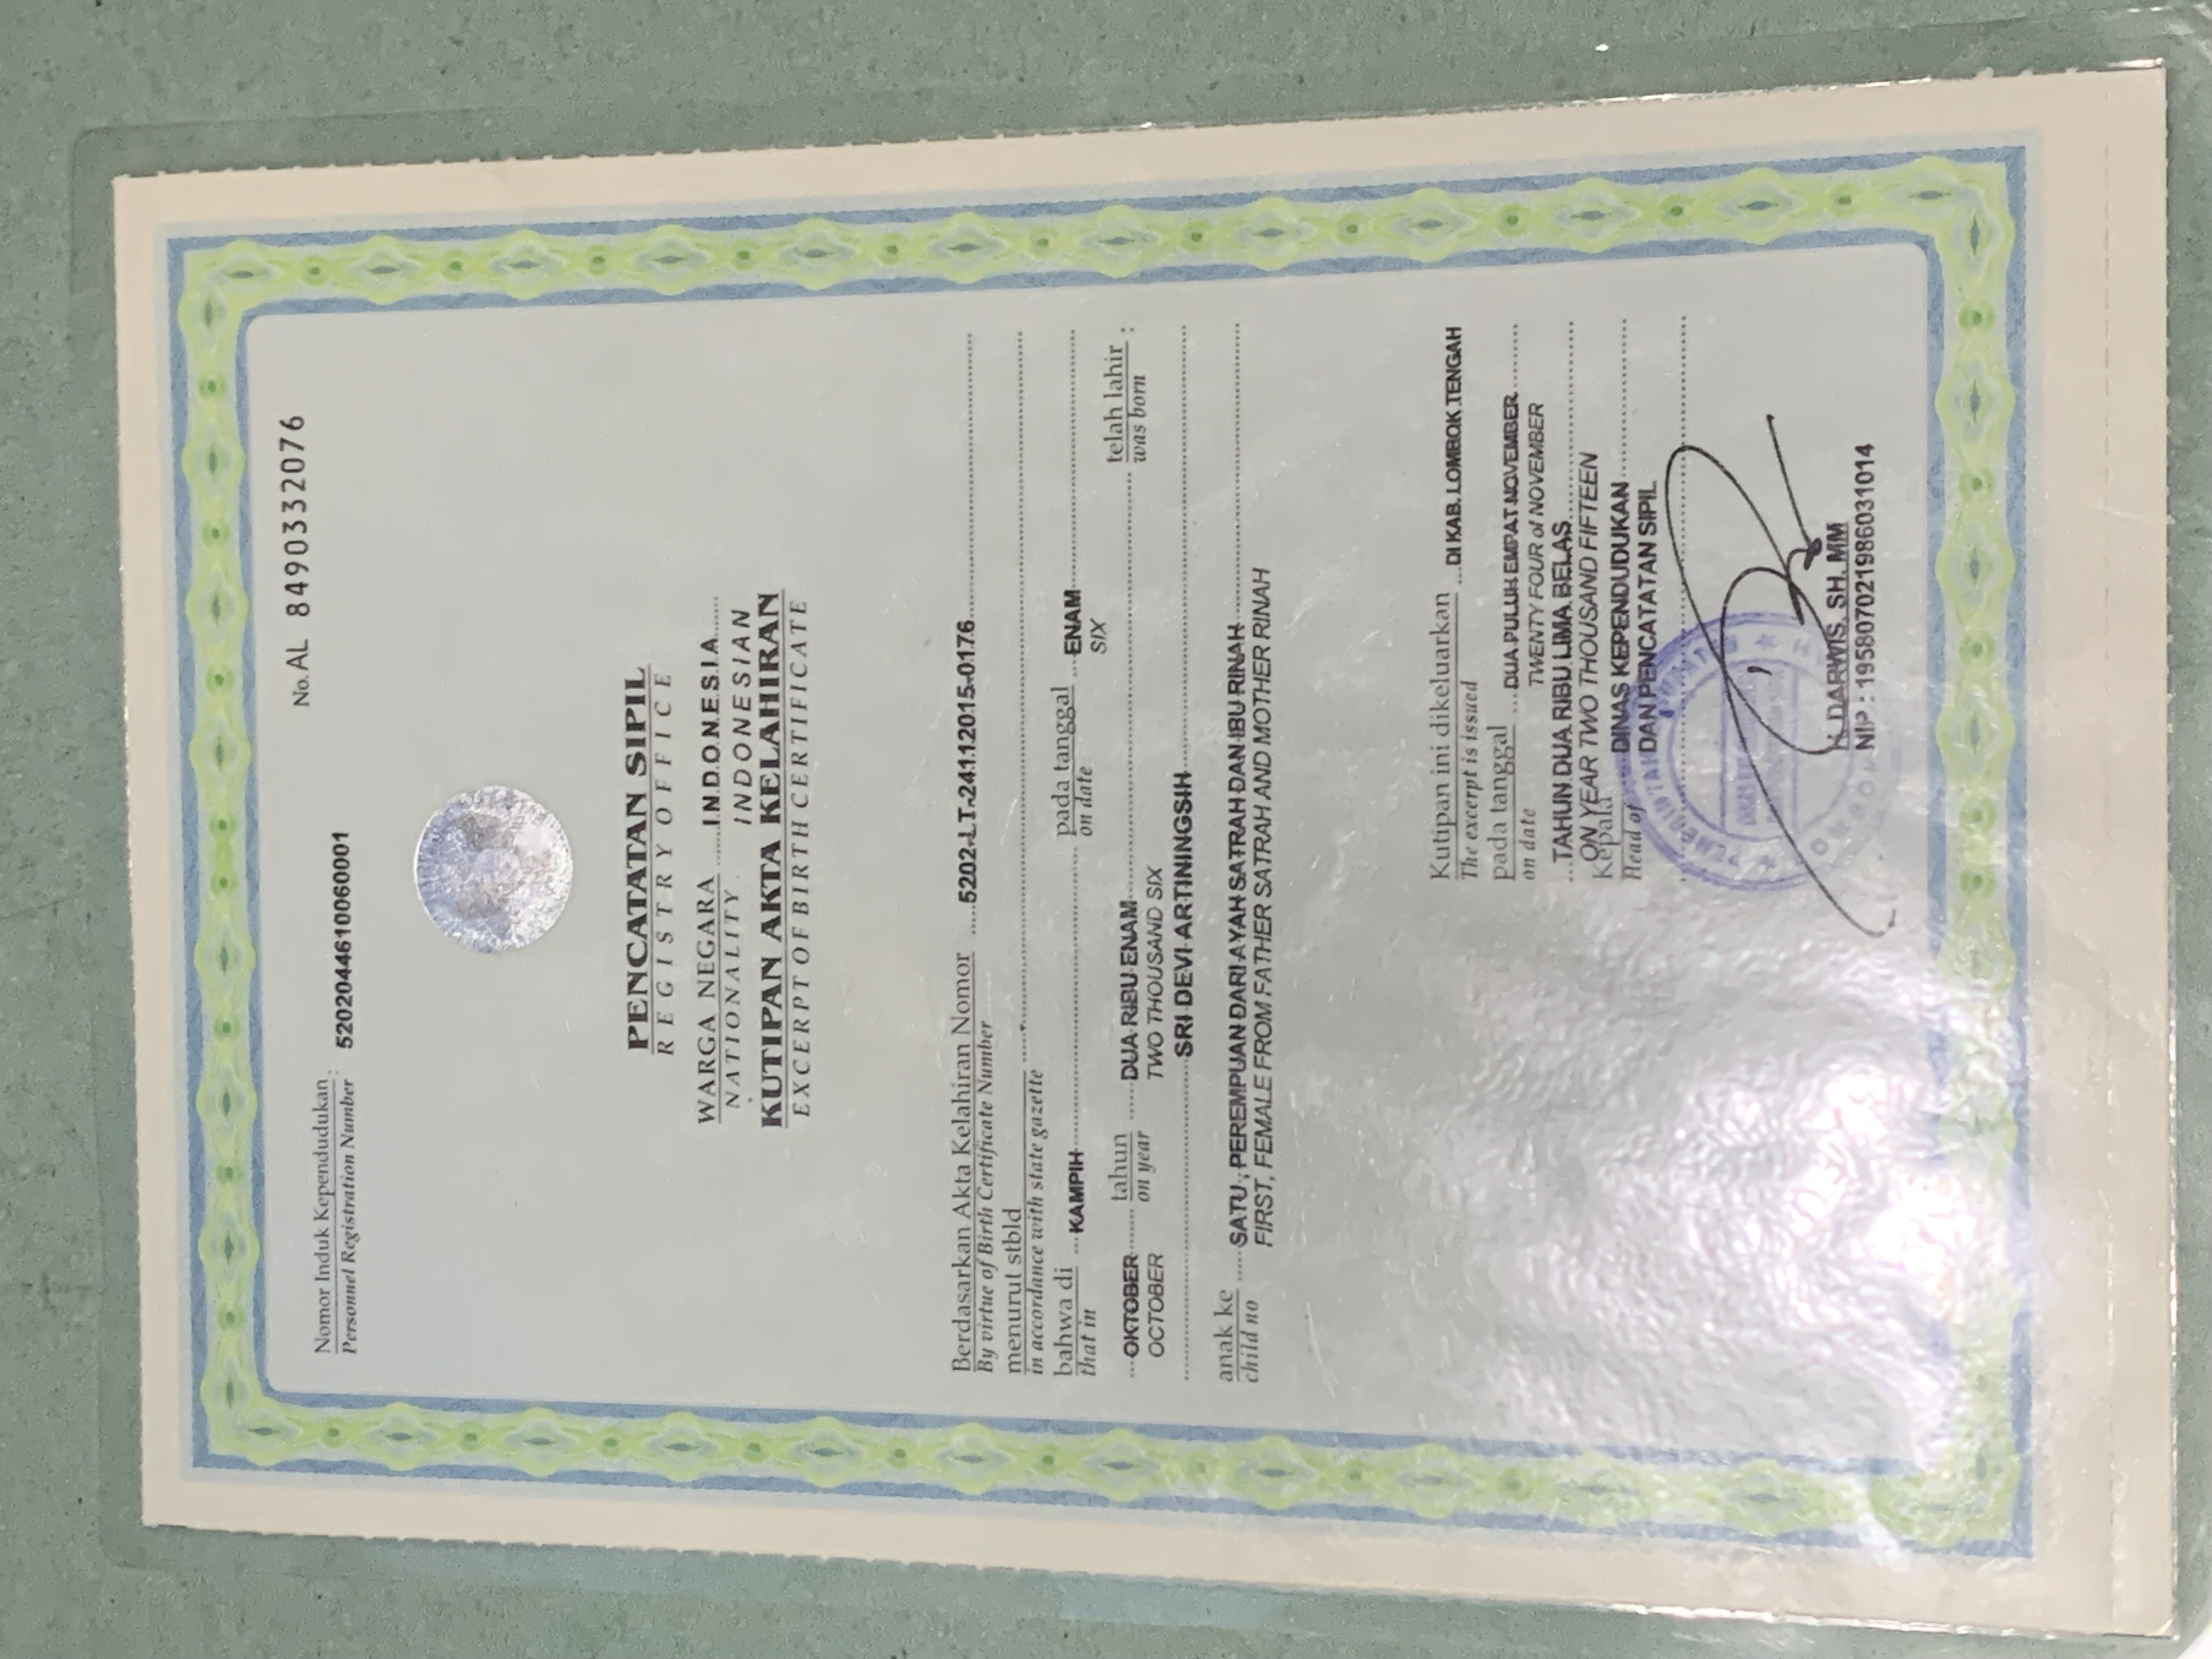 No. AL 8490332076
Nomor Induk Kependudukan : 5202044610060001
Personnel Registration Number
PENCATATAN SIPIL
REGISTRY OFFICE
WARGA NEGARA INDONESIA
NATIONALITY INDONESIAN
KUTIPAN AKTA KELAHIRAN
EXCERPT OF BIRTH CERTIFICATE
Berdasarkan Akta Kelahiran Nomor 5202-LT-24112015-0176
By virtue of Birth Certificate Number
menurut stbld
in accordance with state gazette
bahwa di KAMPIH pada tanggal ENAM
that in on date SIX
OKTOBER tahun DUA RIBU ENAM telah lahir :
OCTOBER on year TWO THOUSAND SIX was born
SRI DEVI ARTININGSIH
anak ke SATU, PEREMPUAN DARI AYAH SATRAH DAN IBU RINAH
child no FIRST, FEMALE FROM FATHER SATRAH AND MOTHER RINAH
Kutipan ini dikeluarkan DI KAB. LOMBOK TENGAH
The excerpt is issued
pada tanggal DUA PULUH EMPAT NOVEMBER
on date TWENTY FOUR of NOVEMBER
TAHUN DUA RIBU LIMA BELAS
ON YEAR TWO THOUSAND FIFTEEN
Kepala DINAS KEPENDUDUKAN
Head of DAN PENCATATAN SIPIL
H. DARWIS, SH. MM
NIP : 195807021986031014